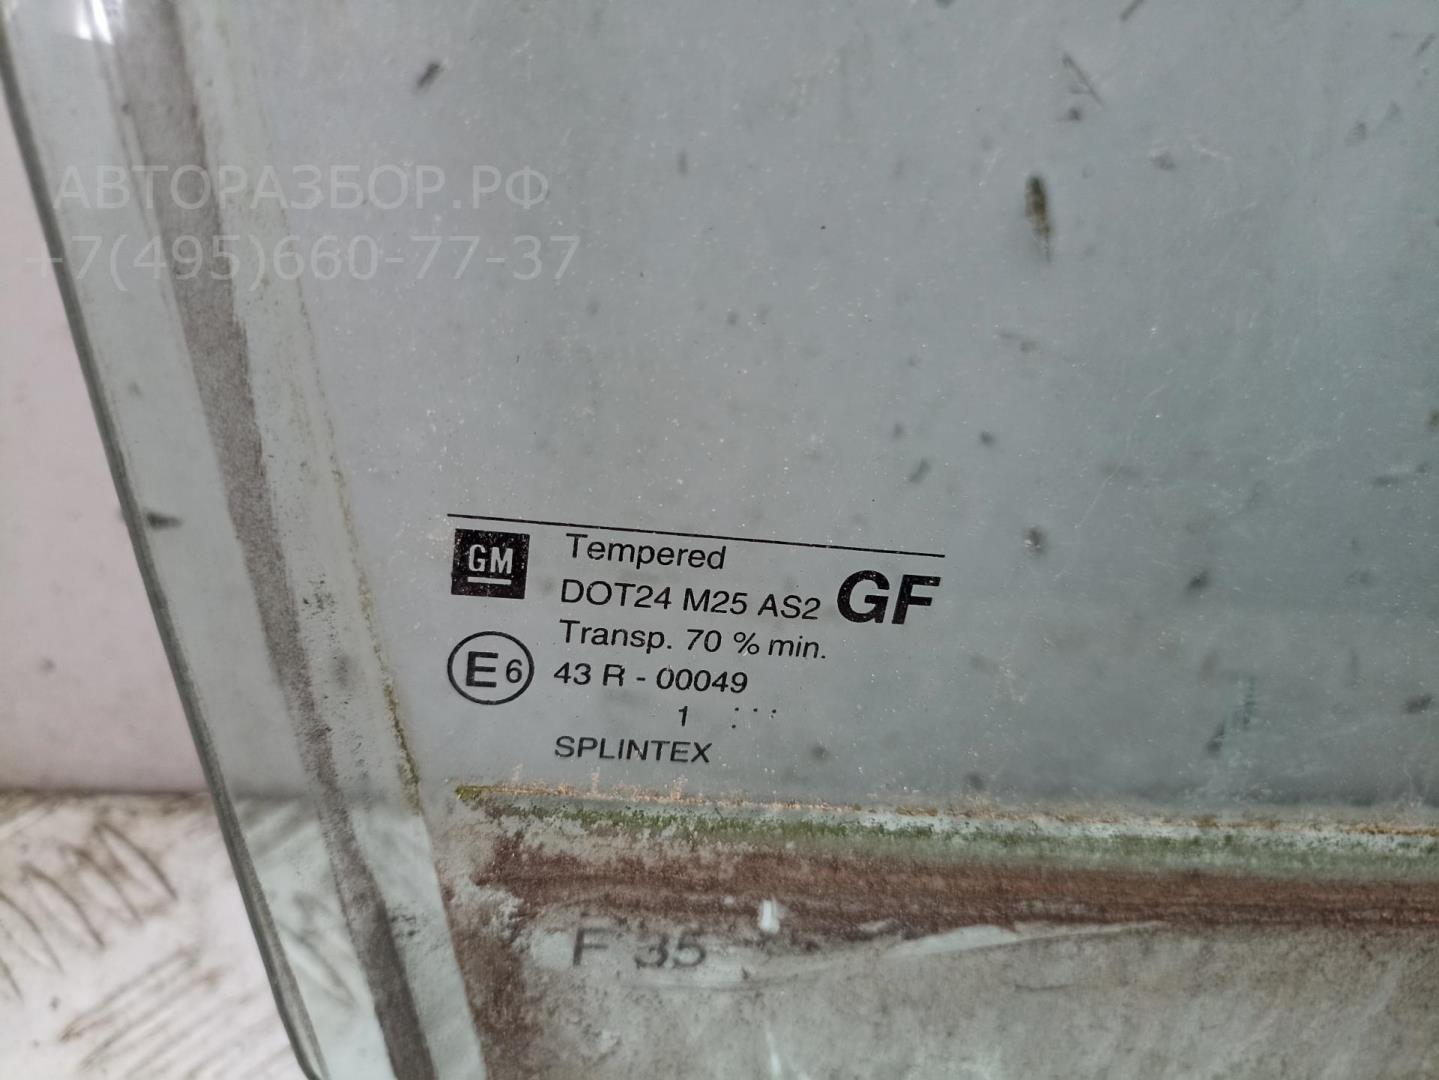 АВТОРАЗБОР.РФ
+7(495)660-77-37
GM Tempered
DOT24 M25 AS2 GF
Transp. 70 % min.
E6 43 R - 00049
1 : . . .
SPLINTEX
F 35